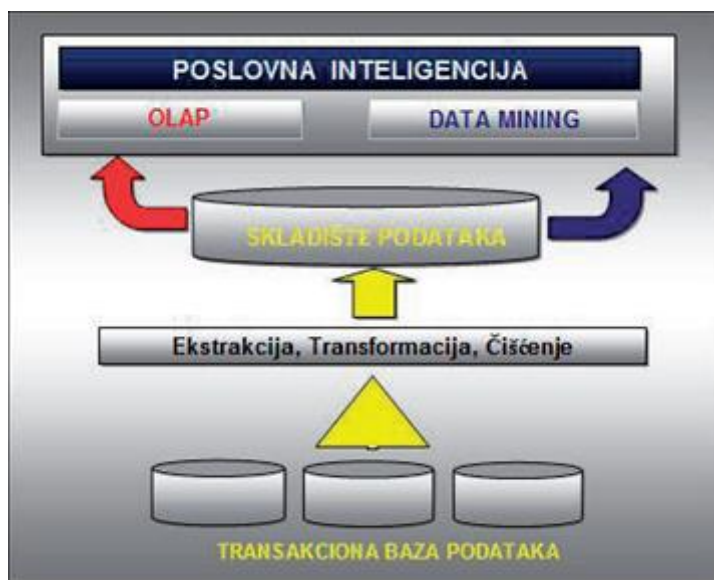 POSLOVNA INTELIGENCIJA
OLAP
DATA MINING
SKLADIŠTE PODATAKA
Ekstrakcija, Transformacija, Čišćenje
TRANSAKCIONA BAZA PODATAKA